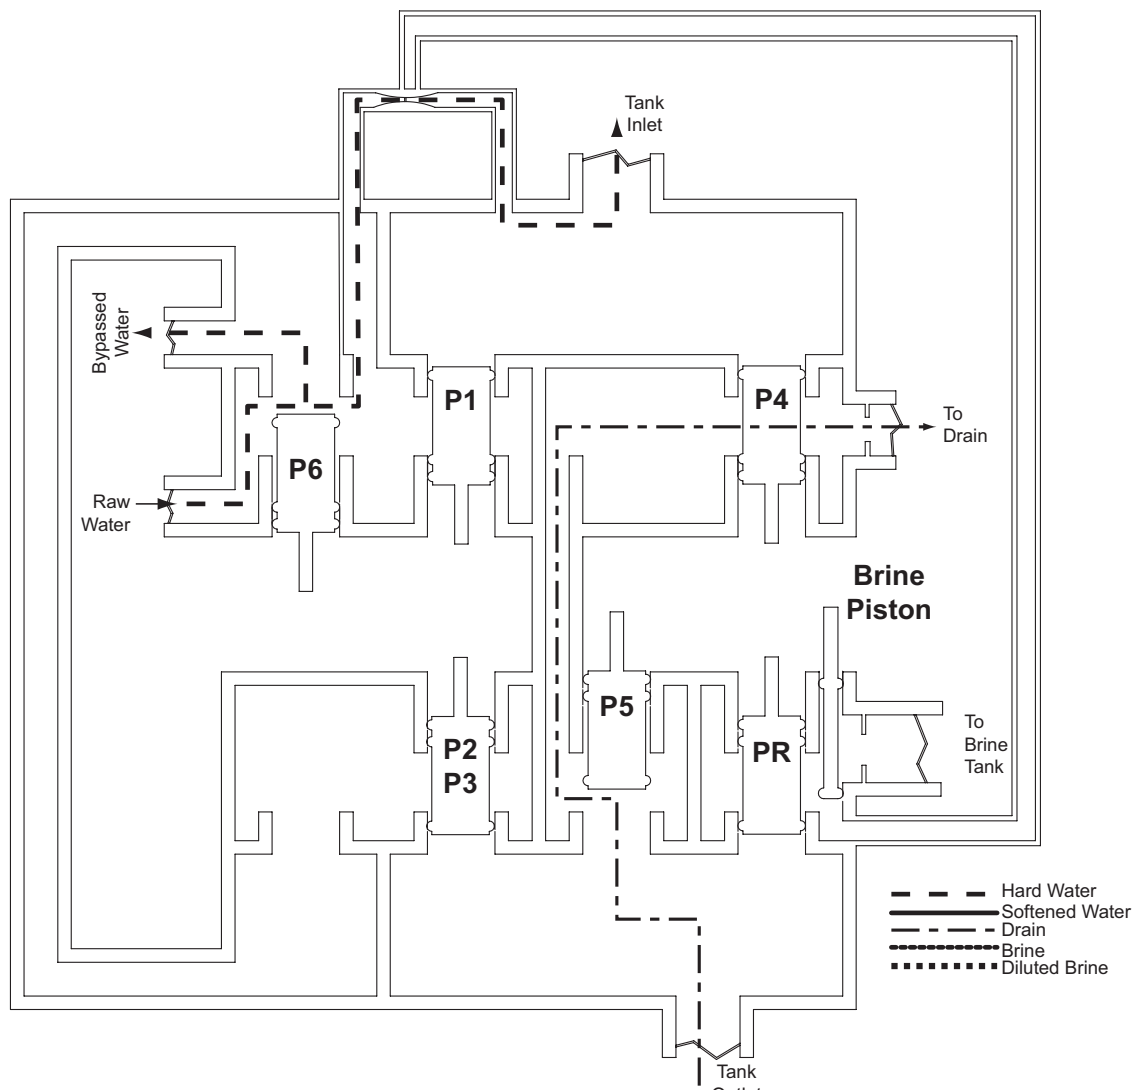 Tank
Inlet
Bypassed
Water
P1
P4
To
Drain
P6
Raw
Water
Brine
Piston
P5
P2
P3
PR
To
Brine
Tank
Hard Water
Softened Water
Drain
Brine
Diluted Brine
Tank